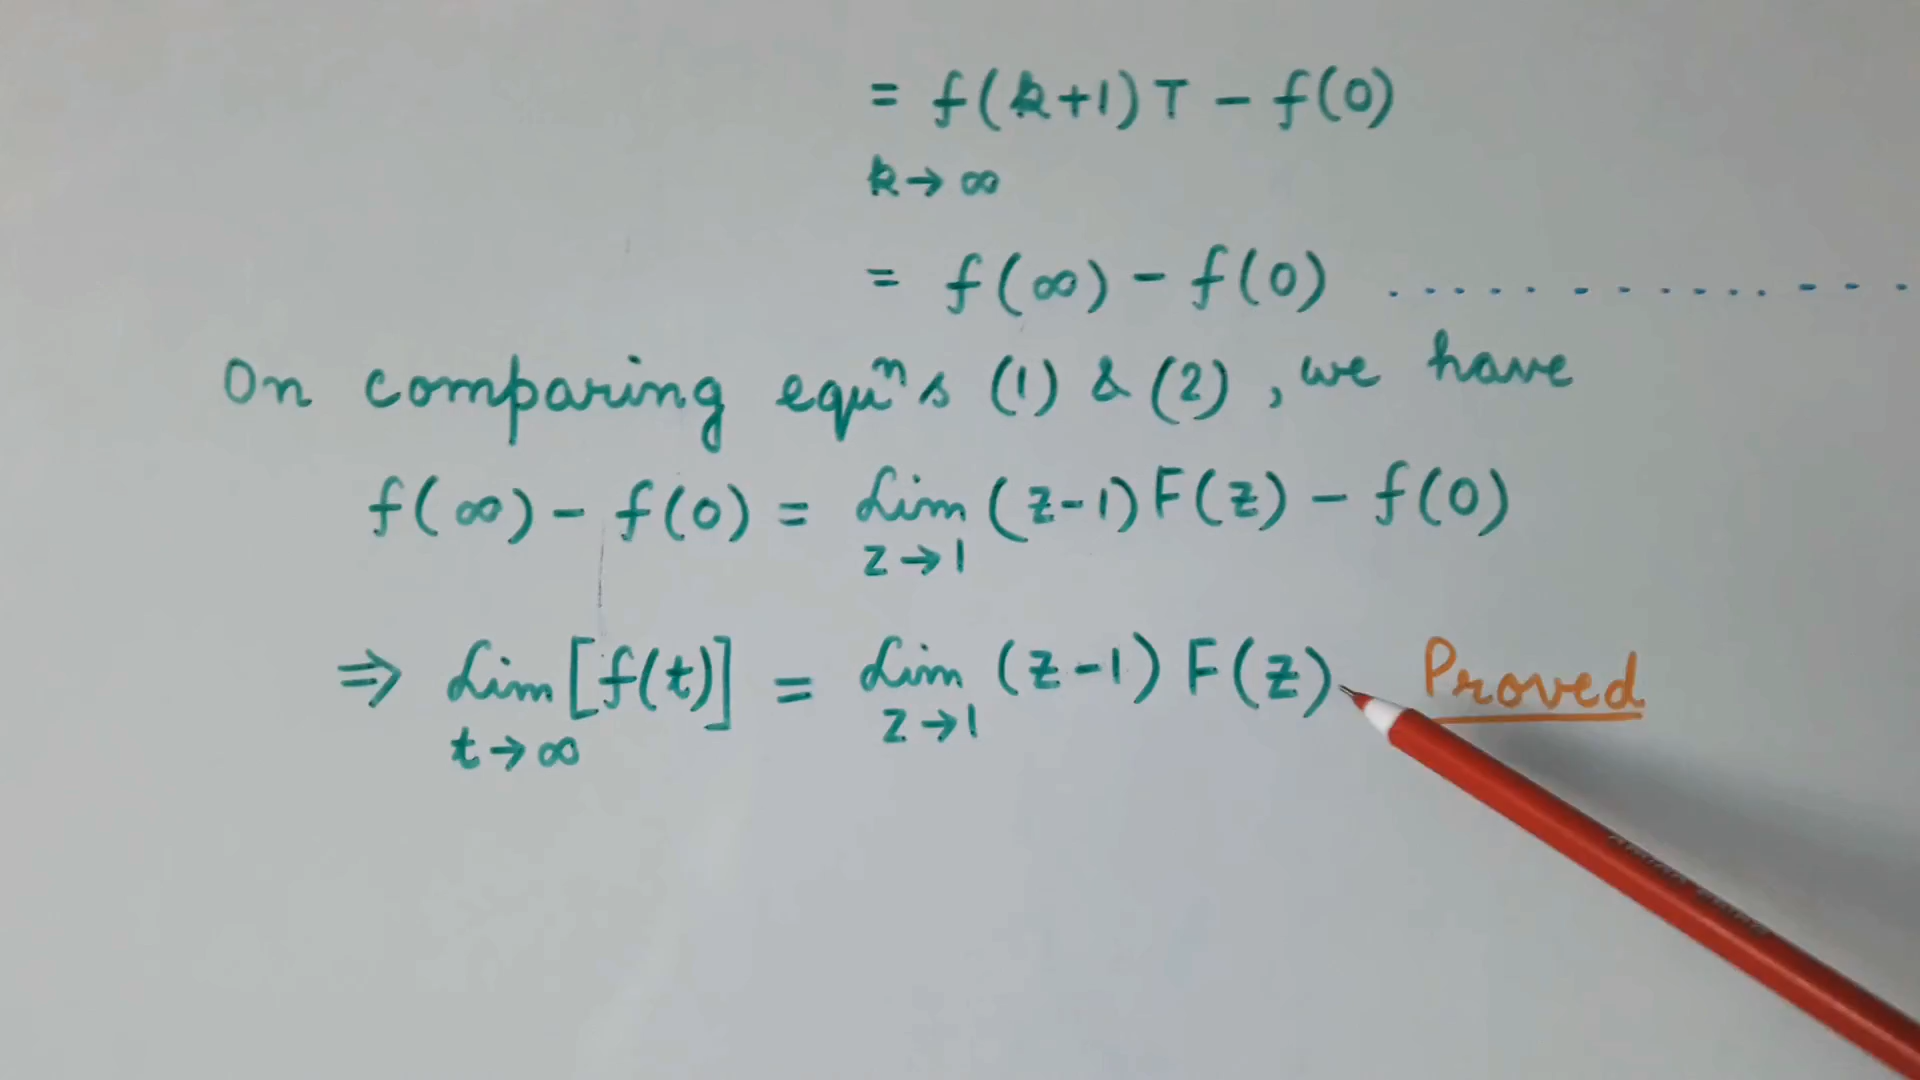 = f(k+1)T - f(0)
k→∞
= f(∞) - f(0) ....................
On comparing equⁿs (1) & (2), we have
f(∞) - f(0) = Lim (z-1) F(z) - f(0)
z→1
⇒ Lim [f(t)] = Lim (z-1) F(z) Proved
t→∞ z→1